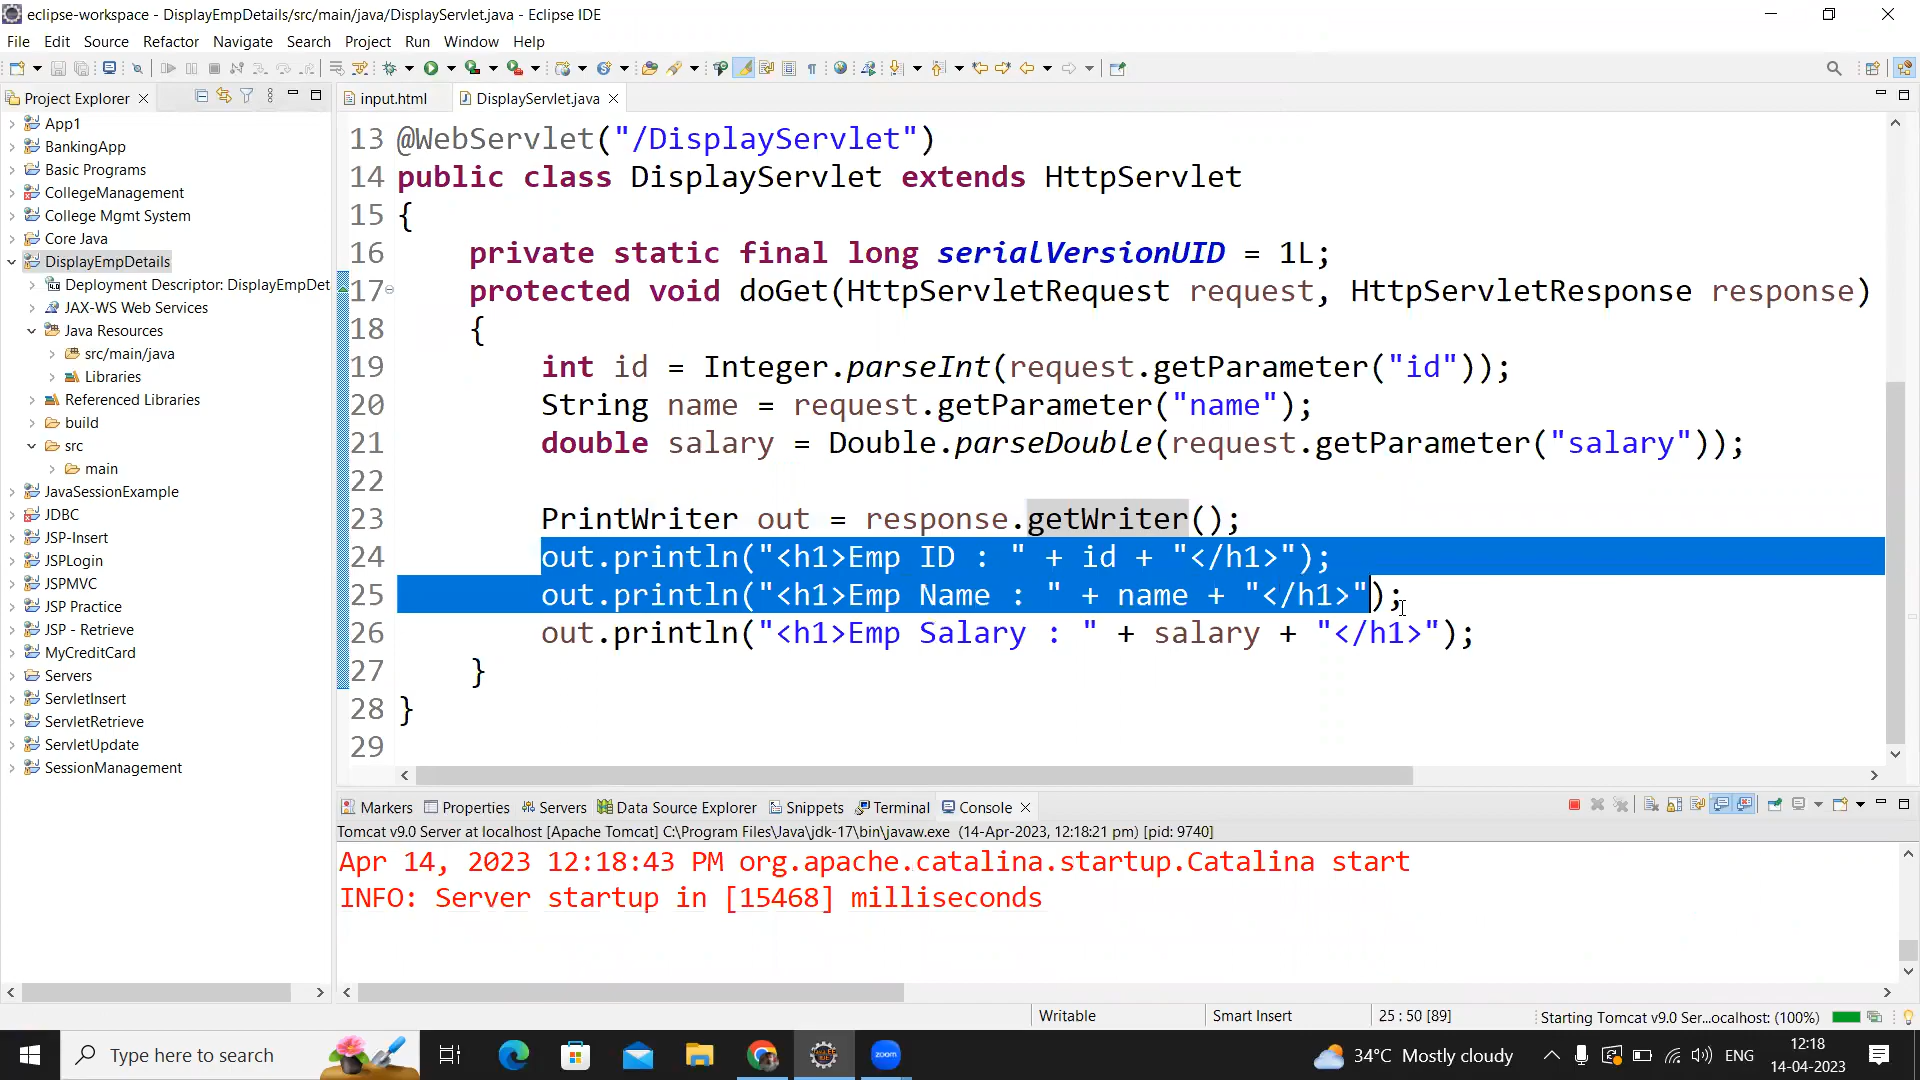 eclipse-workspace - DisplayEmpDetails/src/main/java/DisplayServlet.java - Eclipse IDE
File Edit Source Refactor Navigate Search Project Run Window Help
Project Explorer
App1
BankingApp
Basic Programs
CollegeManagement
College Mgmt System
Core Java
DisplayEmpDetails
Deployment Descriptor: DisplayEmpDet
JAX-WS Web Services
Java Resources
src/main/java
Libraries
Referenced Libraries
build
src
main
JavaSessionExample
JDBC
JSP-Insert
JSPLogin
JSPMVC
JSP Practice
JSP - Retrieve
MyCreditCard
Servers
ServletInsert
ServletRetrieve
ServletUpdate
SessionManagement
input.html DisplayServlet.java
13 @WebServlet("/DisplayServlet")
14 public class DisplayServlet extends HttpServlet
15 {
16 private static final long serialVersionUID = 1L;
17 protected void doGet(HttpServletRequest request, HttpServletResponse response)
18 {
19 int id = Integer.parseInt(request.getParameter("id"));
20 String name = request.getParameter("name");
21 double salary = Double.parseDouble(request.getParameter("salary"));
22
23 PrintWriter out = response.getWriter();
24 out.println("<h1>Emp ID : " + id + "</h1>");
25 out.println("<h1>Emp Name : " + name + "</h1>");
26 out.println("<h1>Emp Salary : " + salary + "</h1>");
27 }
28 }
29
Markers Properties Servers Data Source Explorer Snippets Terminal Console
Tomcat v9.0 Server at localhost [Apache Tomcat] C:\Program Files\Java\jdk-17\bin\javaw.exe (14-Apr-2023, 12:18:21 pm) [pid: 9740]
Apr 14, 2023 12:18:43 PM org.apache.catalina.startup.Catalina start
INFO: Server startup in [15468] milliseconds
Writable Smart Insert 25 : 50 [89] Starting Tomcat v9.0 Ser...ocalhost: (100%)
Type here to search
zoom
34°C Mostly cloudy
ENG
12:18
14-04-2023